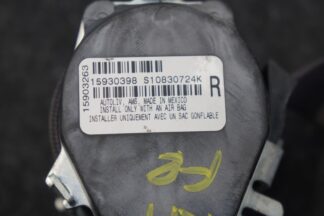 15903263
15930398 S10830724K
AUTOLIV, AMS, MADE IN MEXICO
INSTALL ONLY WITH AN AIR BAG
INSTALLER UNIQUEMENT AVEC UN SAC GONFLABLE
R